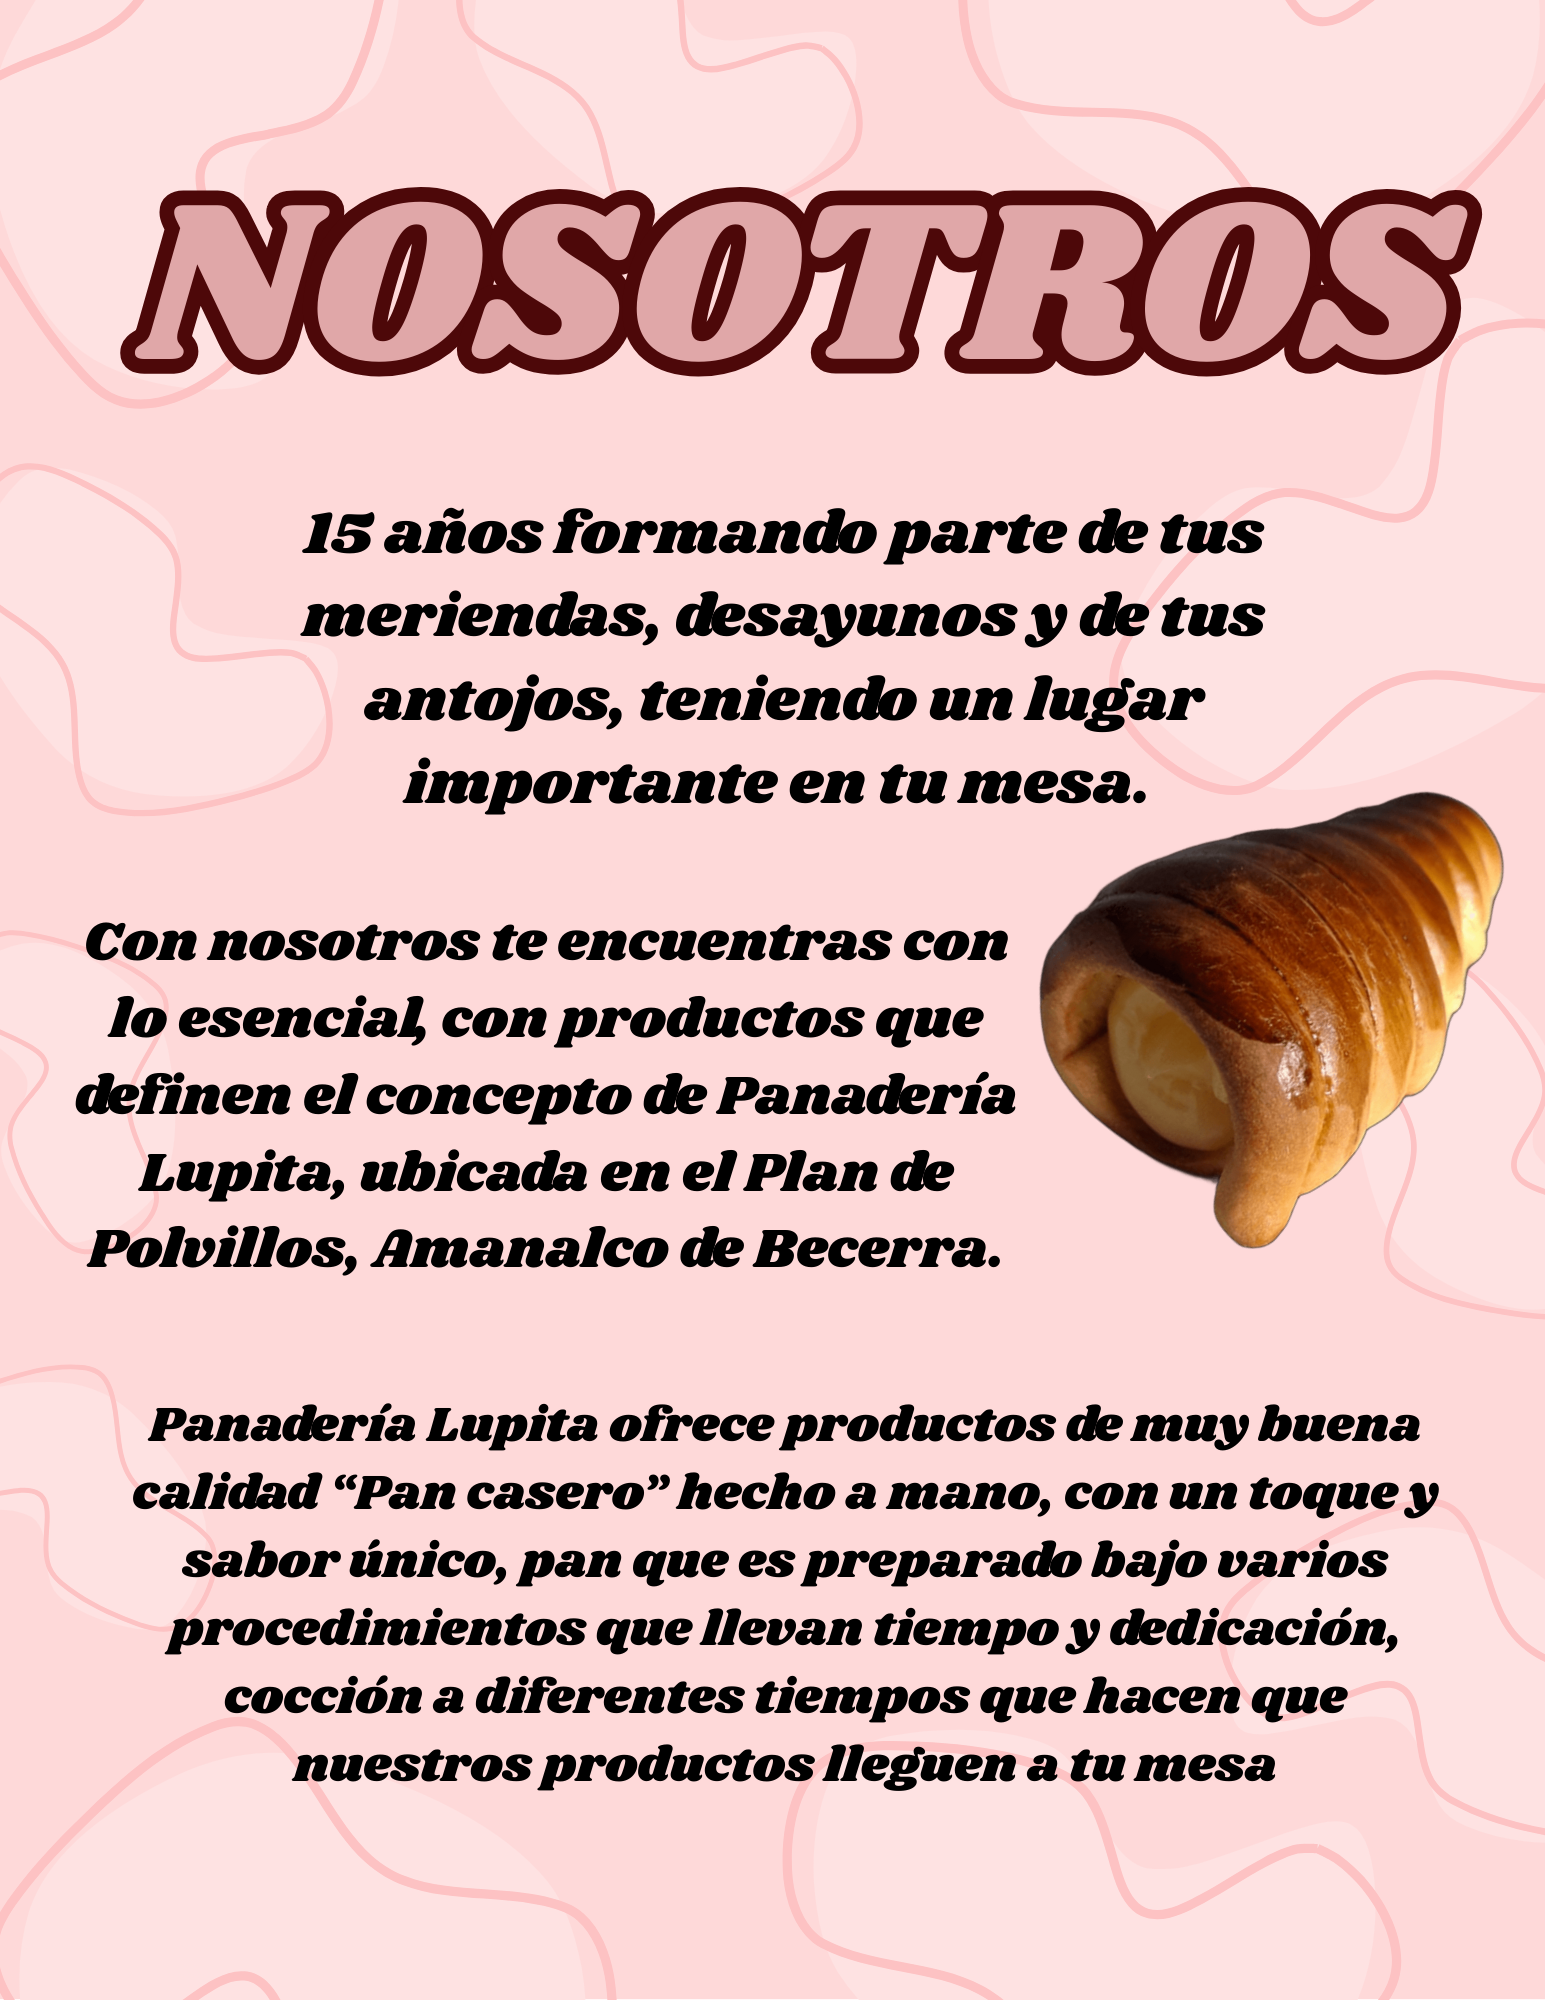 NOSOTROS
15 años formando parte de tus
meriendas, desayunos y de tus
antojos, teniendo un lugar
importante en tu mesa.
Con nosotros te encuentras con
lo esencial, con productos que
definen el concepto de Panadería
Lupita, ubicada en el Plan de
Polvillos, Amanalco de Becerra.
Panadería Lupita ofrece productos de muy buena
calidad “Pan casero” hecho a mano, con un toque y
sabor único, pan que es preparado bajo varios
procedimientos que llevan tiempo y dedicación,
cocción a diferentes tiempos que hacen que
nuestros productos lleguen a tu mesa